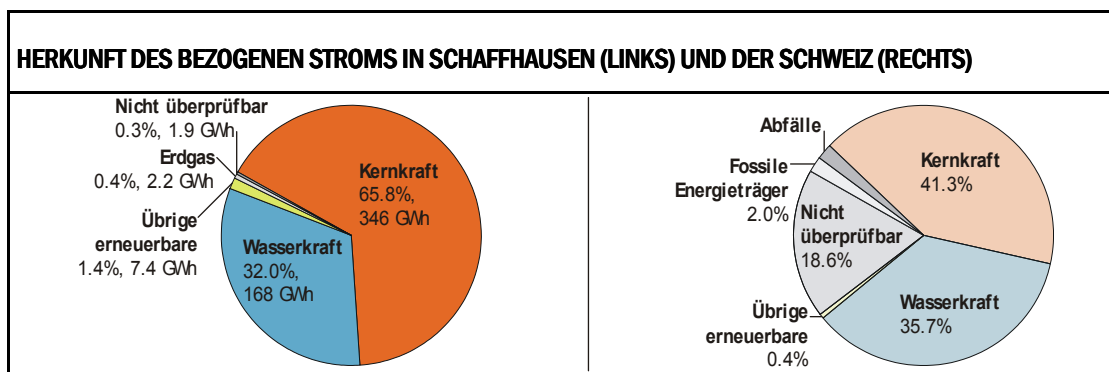 HERKUNFT DES BEZOGENEN STROMS IN SCHAFFHAUSEN (LINKS) UND DER SCHWEIZ (RECHTS)
Nicht überprüfbar
0.3%, 1.9 GWh
Erdgas
0.4%, 2.2 GWh
Übrige
erneuerbare
1.4%, 7.4 GWh
Kernkraft
65.8%,
346 GWh
Wasserkraft
32.0%,
168 GWh
Abfälle
Fossile
Energieträger
2.0%
Nicht
überprüfbar
18.6%
Übrige
erneuerbare
0.4%
Kernkraft
41.3%
Wasserkraft
35.7%